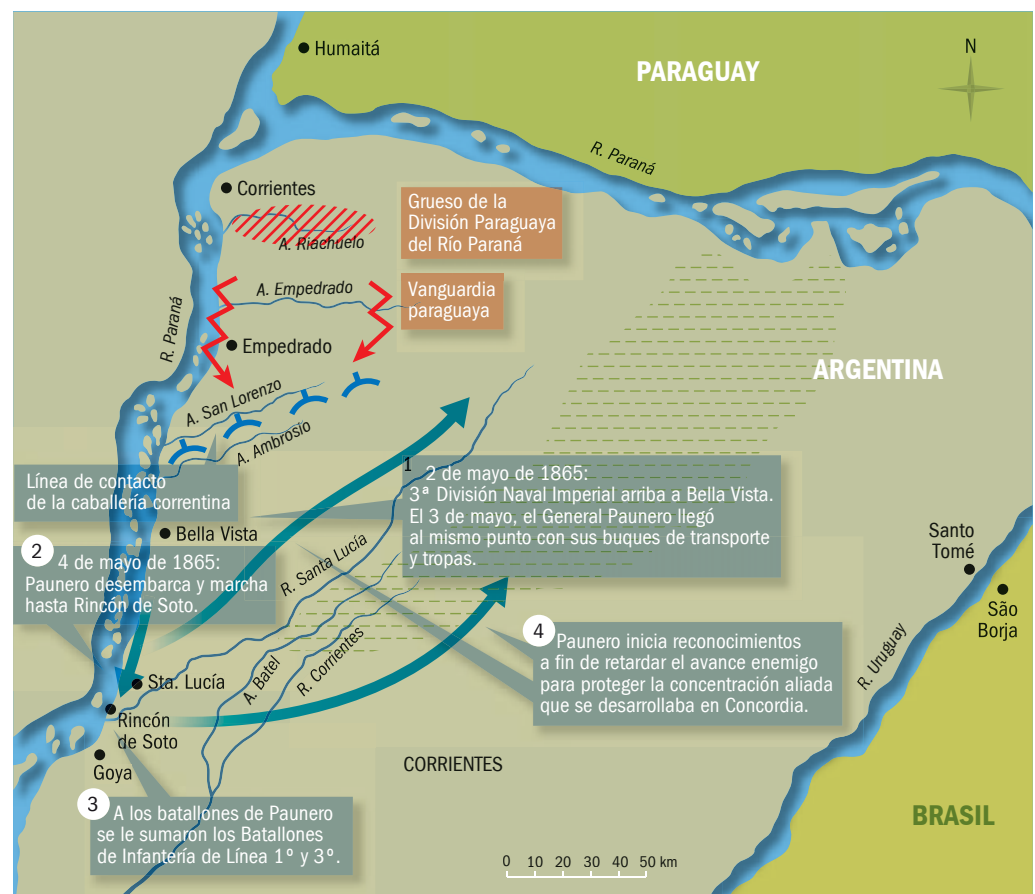 Humaitá
PARAGUAY
N
R. Paraná
Corrientes
A. Riachuelo
Grueso de la
División Paraguaya
del Río Paraná
A. Empedrado
Vanguardia
paraguaya
R. Paraná
Empedrado
ARGENTINA
A. San Lorenzo
A. Ambrosio
Línea de contacto
de la caballería correntina
1
2 de mayo de 1865:
3ª División Naval Imperial arriba a Bella Vista.
El 3 de mayo, el General Paunero llegó
al mismo punto con sus buques de transporte
y tropas.
Bella Vista
2
4 de mayo de 1865:
Paunero desembarca y marcha
hasta Rincón de Soto.
R. Santa Lucía
Santo
Tomé
São
Borja
4
Paunero inicia reconocimientos
a fin de retardar el avance enemigo
para proteger la concentración aliada
que se desarrollaba en Concordia.
R. Uruguay
A. Batel
R. Corrientes
Sta. Lucía
Rincón
de Soto
Goya
CORRIENTES
3
A los batallones de Paunero
se le sumaron los Batallones
de Infantería de Línea 1º y 3º.
BRASIL
0 10 20 30 40 50 km